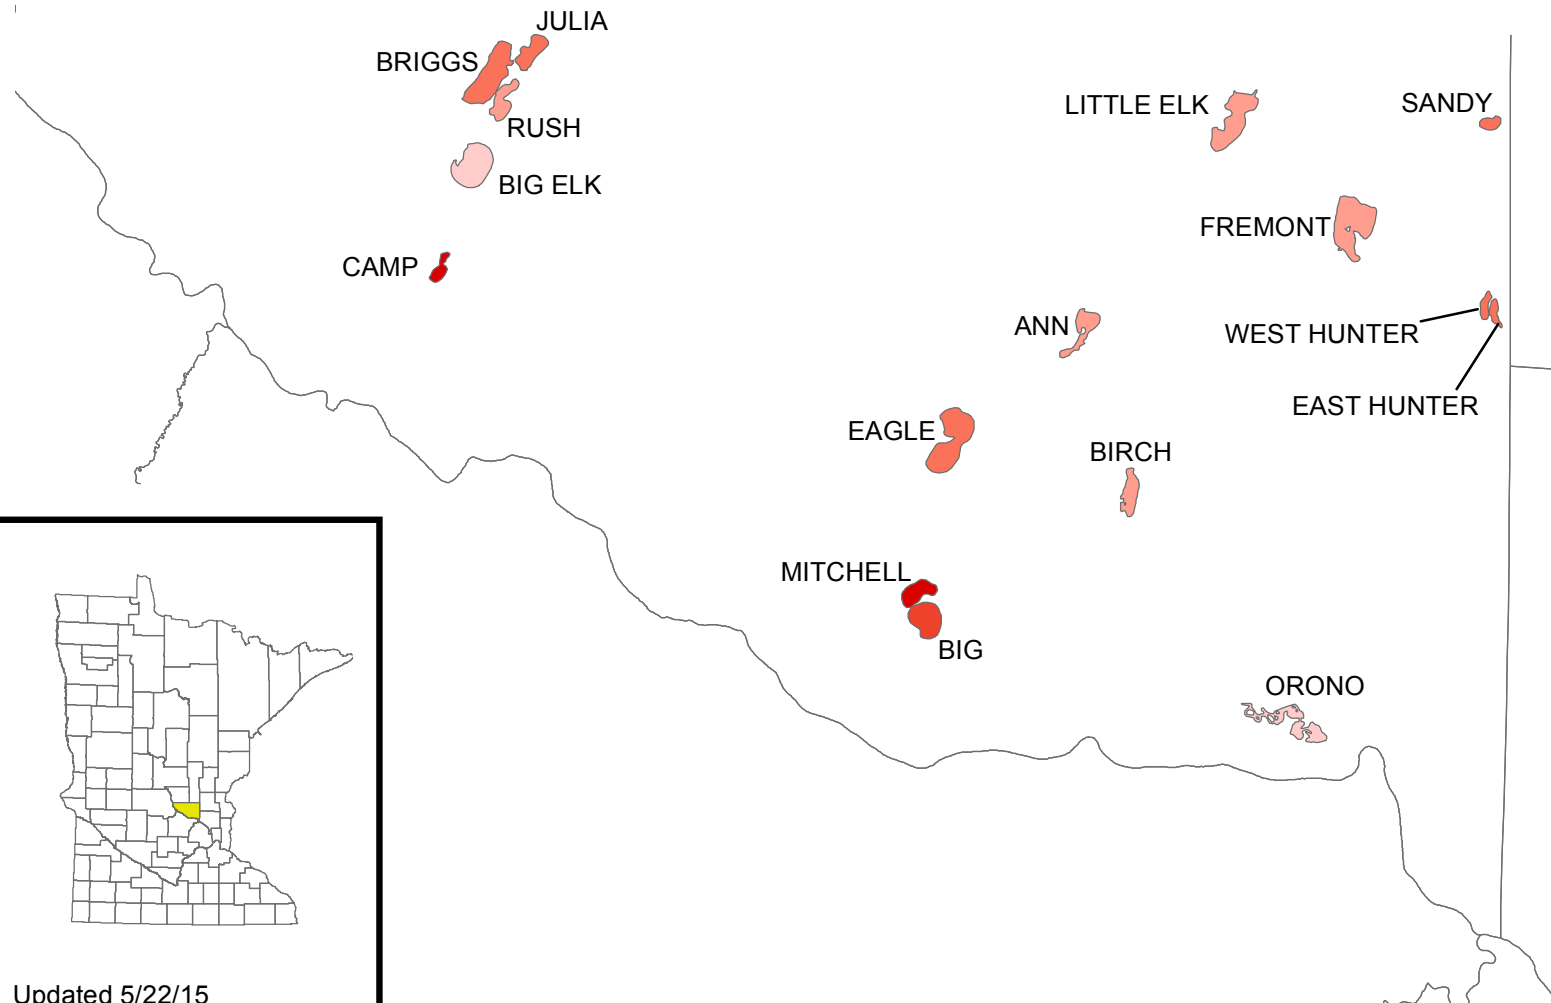 JULIA
BRIGGS
LITTLE ELK
SANDY
RUSH
BIG ELK
FREMONT
CAMP
ANN
WEST HUNTER
EAST HUNTER
EAGLE
BIRCH
MITCHELL
BIG
ORONO
Updated 5/22/15